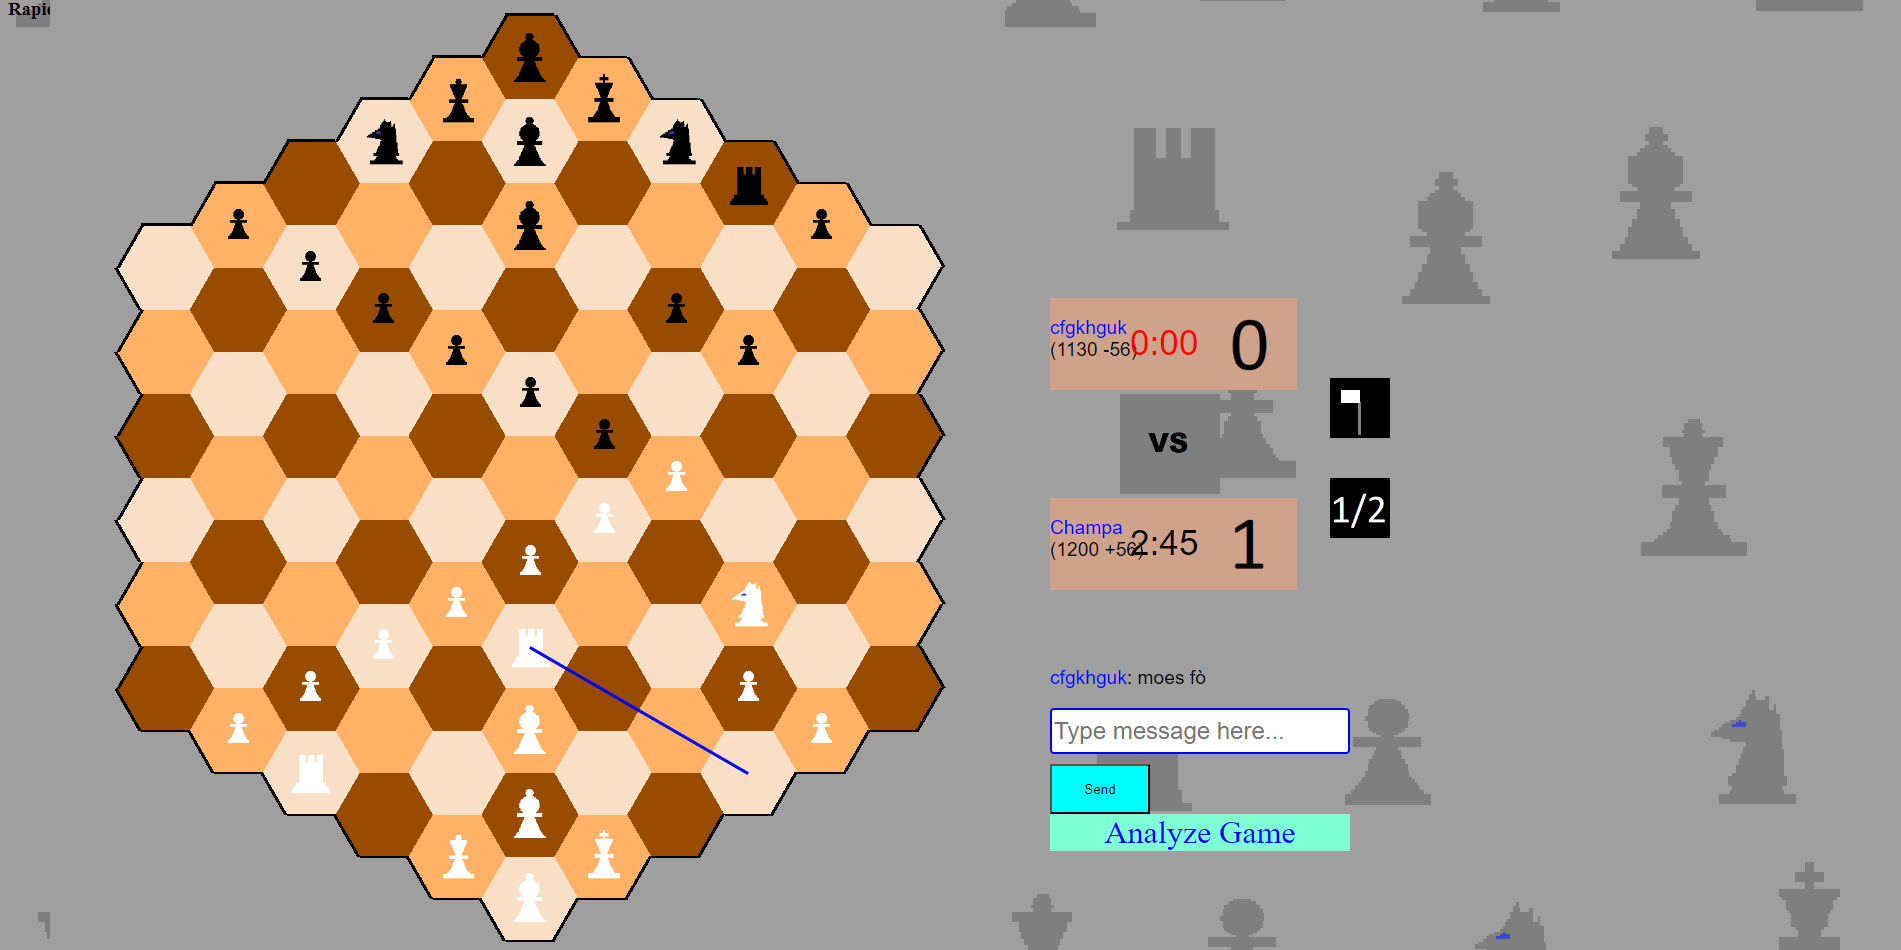 cfgkhguk
(1130 -56)
0:00
0
vs
Champa
(1200 +56)
2:45
1
1/2
cfgkhguk: moes fò
Type message here...
Send
Analyze Game